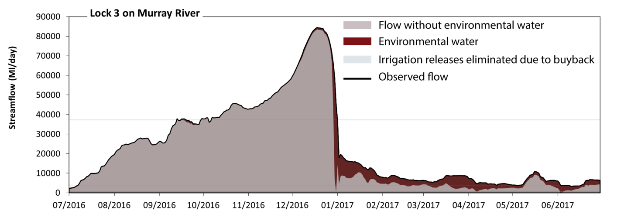 Lock 3 on Murray River
Flow without environmental water
Environmental water
Irrigation releases eliminated due to buyback
Observed flow
Streamflow (Ml/day)
90000
80000
70000
60000
50000
40000
30000
20000
10000
0
07/2016 08/2016 09/2016 10/2016 11/2016 12/2016 01/2017 02/2017 03/2017 04/2017 05/2017 06/2017